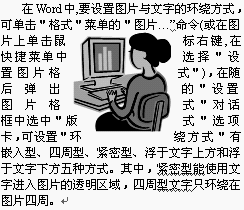 在Word中,要设置图片与文字的环绕方式,
可单击"格式"菜单的"图片…"命令(或在图
片上单击鼠标右键,在
快捷菜单中选择"设
置图片格式"),在随
后弹出的"设置
图片格式"对话
框中选中"版式"选项
卡,可设置"环绕方式"有
嵌入型、四周型、紧密型、浮于文字上方和浮
于文字下方五种方式。其中,紧密型能使用文
字进入图片的透明区域，四周型文字只环绕在
图片四周。